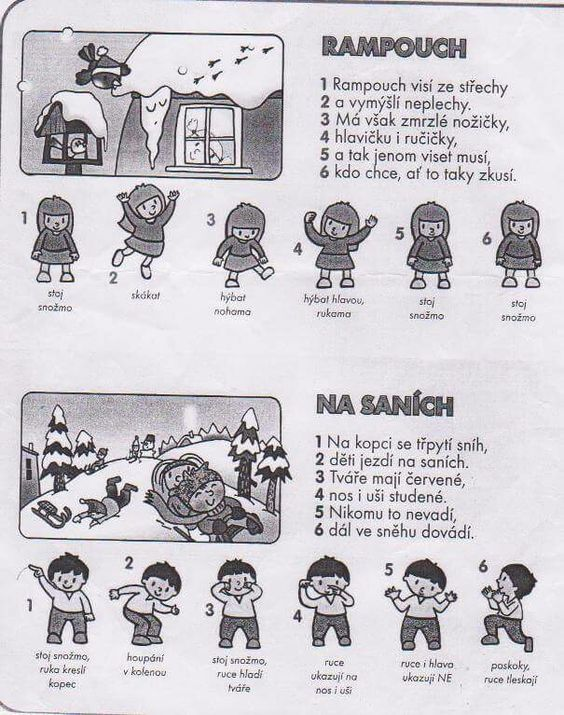 RAMPOUCH
1 Rampouch visí ze střechy
2 a vymýšlí neplechy.
3 Má však zmrzlé nožičky,
4 hlavičku i ručičky,
5 a tak jenom viset musí,
6 kdo chce, ať to taky zkusí.
1 2 3 4 5 6
stoj
snožmo
skákat
hýbat
nohama
hýbat hlavou,
rukama
stoj
snožmo
stoj
snožmo
NA SANÍCH
1 Na kopci se třpytí sníh,
2 děti jezdí na saních.
3 Tváře mají červené,
4 nos i uši studené.
5 Nikomu to nevadí,
6 dál ve sněhu dovádí.
1 2 3 4 5 6
stoj snožmo,
ruka kreslí
kopec
houpání
v kolenou
stoj snožmo,
ruce hladí
tváře
ruce
ukazují na
nos i uši
ruce i hlava
ukazují NE
poskoky,
ruce tleskají